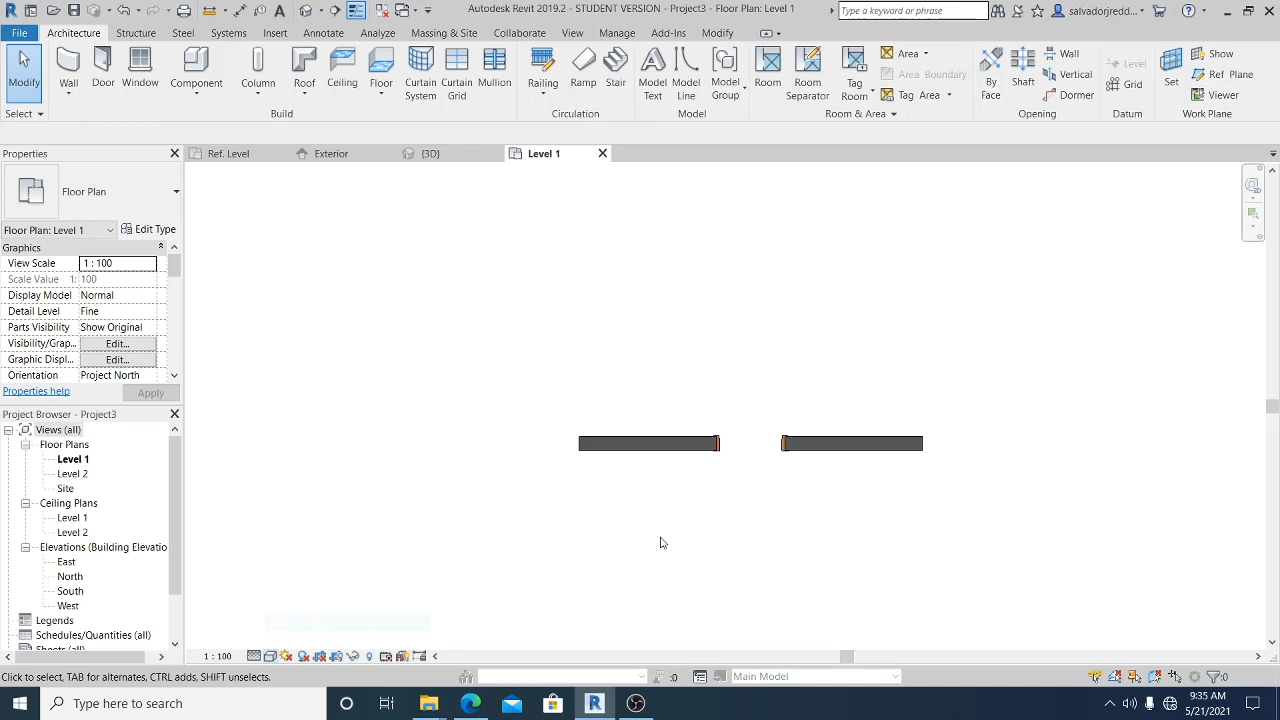 Autodesk Revit 2019.2 - STUDENT VERSION - Project3 - Floor Plan: Level 1
Type a keyword or phrase
salvadorjreddo...
File Architecture Structure Steel Systems Insert Annotate Analyze Massing & Site Collaborate View Manage Add-Ins Modify
Modify Wall Door Window Component Column Roof Ceiling Floor Curtain System Curtain Grid Mullion Railing Ramp Stair Model Text Model Line Model Group Room Room Separator Tag Room
Area
Area Boundary
Tag Area
By Face Shaft
Wall
Vertical
Dormer
Level
Grid
Set
Show
Ref Plane
Viewer
Select Build Circulation Model Room & Area Opening Datum Work Plane
Properties
Ref. Level Exterior {3D} Level 1
Floor Plan
Floor Plan: Level 1 Edit Type
Graphics
View Scale 1 : 100
Scale Value 1: 100
Display Model Normal
Detail Level Fine
Parts Visibility Show Original
Visibility/Grap... Edit...
Graphic Displ... Edit...
Orientation Project North
Properties help Apply
Project Browser - Project3
Views (all)
Floor Plans
Level 1
Level 2
Site
Ceiling Plans
Level 1
Level 2
Elevations (Building Elevatio
East
North
South
West
Legends
Schedules/Quantities (all)
1 : 100
Click to select, TAB for alternates, CTRL adds, SHIFT unselects.
:0
Main Model
:0
Type here to search
9:35 AM
5/21/2021